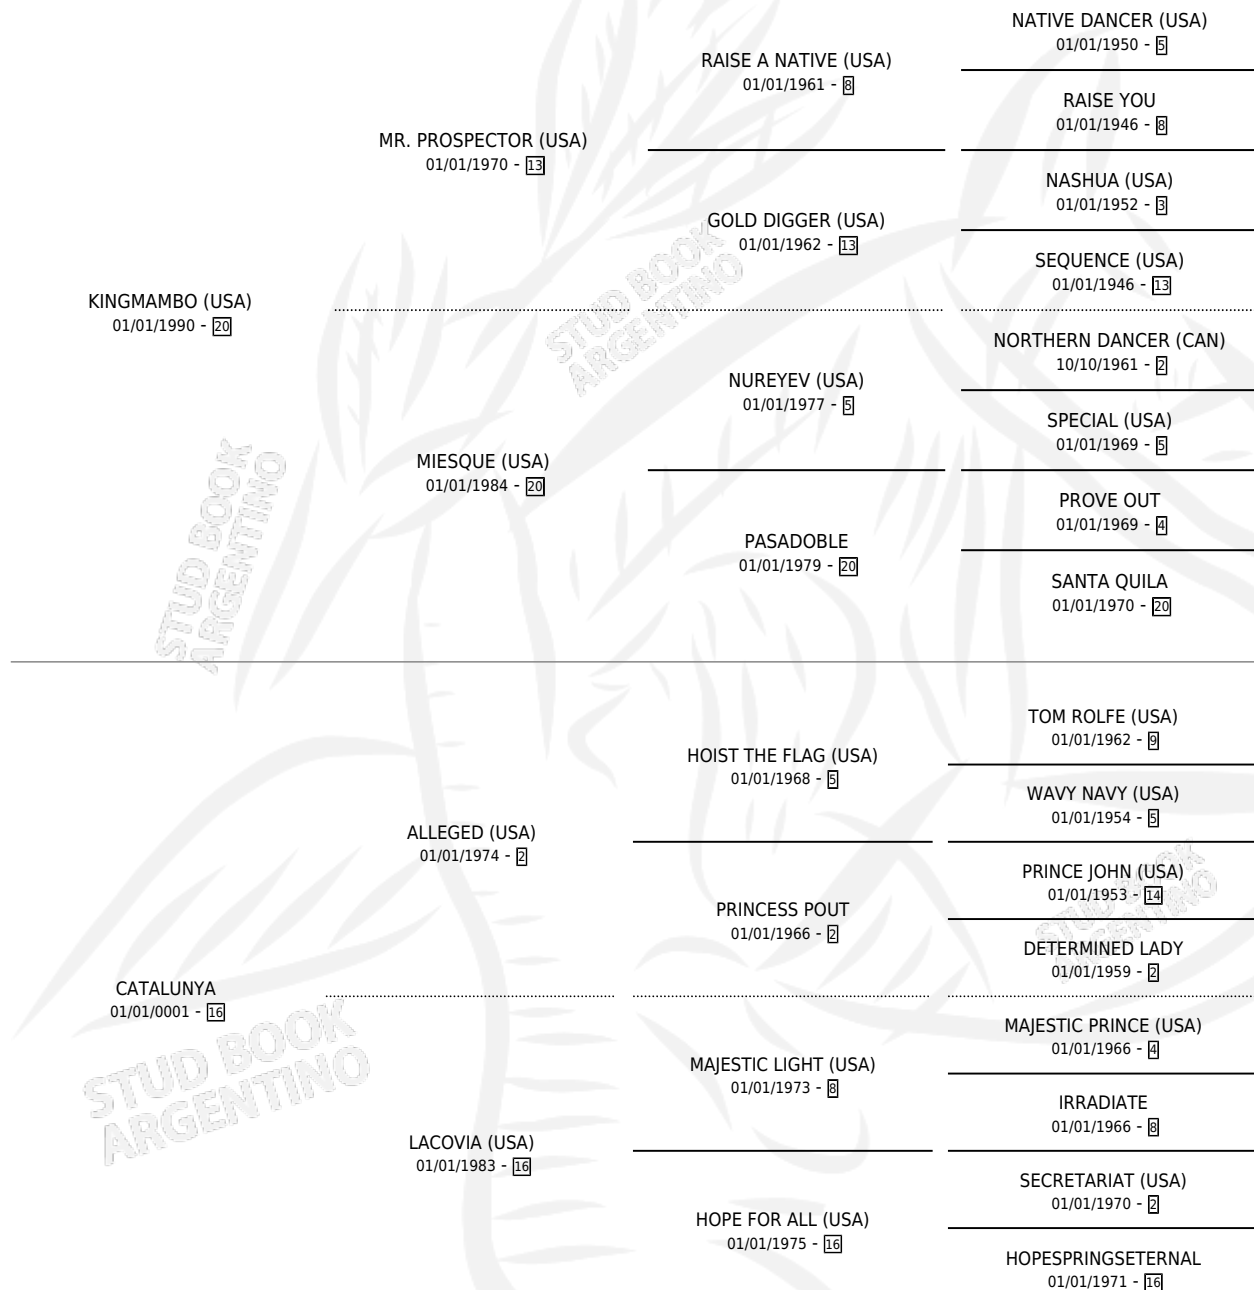 NATIVE DANCER (USA)
01/01/1950 - 5
RAISE A NATIVE (USA)
01/01/1961 - 8
RAISE YOU
01/01/1946 - 8
MR. PROSPECTOR (USA)
01/01/1970 - 13
NASHUA (USA)
01/01/1952 - 3
GOLD DIGGER (USA)
01/01/1962 - 13
SEQUENCE (USA)
01/01/1946 - 13
KINGMAMBO (USA)
01/01/1990 - 20
STUD BOOK
ARGENTINO
NORTHERN DANCER (CAN)
10/10/1961 - 2
NUREYEV (USA)
01/01/1977 - 5
SPECIAL (USA)
01/01/1969 - 5
MIESQUE (USA)
01/01/1984 - 20
PROVE OUT
01/01/1969 - 4
PASADOBLE
01/01/1979 - 20
SANTA QUILA
01/01/1970 - 20
STUD BOOK
ARGENTINO
TOM ROLFE (USA)
01/01/1962 - 9
HOIST THE FLAG (USA)
01/01/1968 - 5
WAVY NAVY (USA)
01/01/1954 - 5
ALLEGED (USA)
01/01/1974 - 2
PRINCE JOHN (USA)
01/01/1953 - 14
PRINCESS POUT
01/01/1966 - 2
DETERMINED LADY
01/01/1959 - 2
STUD BOOK
ARGENTINO
CATALUNYA
01/01/0001 - 16
STUD BOOK
ARGENTINO
MAJESTIC PRINCE (USA)
01/01/1966 - 4
MAJESTIC LIGHT (USA)
01/01/1973 - 8
IRRADIATE
01/01/1966 - 8
LACOVIA (USA)
01/01/1983 - 16
SECRETARIAT (USA)
01/01/1970 - 2
HOPE FOR ALL (USA)
01/01/1975 - 16
HOPESPRINGSETERNAL
01/01/1971 - 16